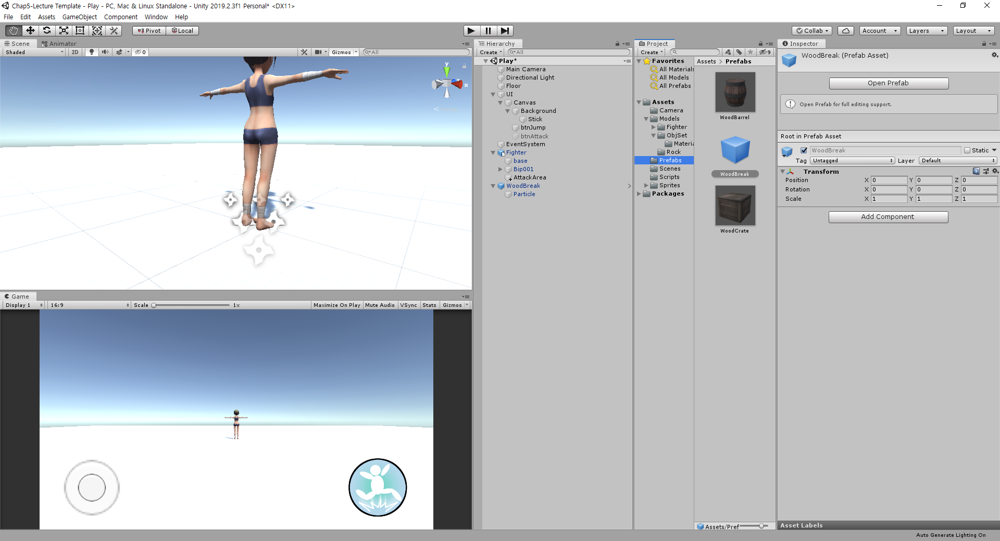 Chap5-Lecture Template - Play - PC, Mac & Linux Standalone - Unity 2019.2.3f1 Personal* <DX11>
File Edit Assets GameObject Component Window Help
Pivot Local
Collab Account Layers Layout
Scene Animator
Shaded 2D 0 Gizmos All
Hierarchy
Create All
Play*
Main Camera
Directional Light
Floor
UI
Canvas
Background
Stick
btnJump
btnAttack
EventSystem
Fighter
base
Bip001
AttackArea
WoodBreak
Particle
Project
Create 9
Favorites
All Materials
All Models
All Prefabs
Assets
Camera
Models
Fighter
ObjSet
Materia
Rock
Prefabs
Scenes
Scripts
Sprites
Packages
Assets > Prefabs
WoodBarrel
WoodBreak
WoodCrate
Assets/Pref
Inspector
WoodBreak (Prefab Asset)
Open Prefab
Open Prefab for full editing support.
Root in Prefab Asset
WoodBreak Static
Tag Untagged Layer Default
Transform
Position X 0 Y 0 Z 0
Rotation X 0 Y 0 Z 0
Scale X 1 Y 1 Z 1
Add Component
Asset Labels
y
x
Game
Display 1 16:9 Scale 1x Maximize On Play Mute Audio VSync Stats Gizmos
Auto Generate Lighting On